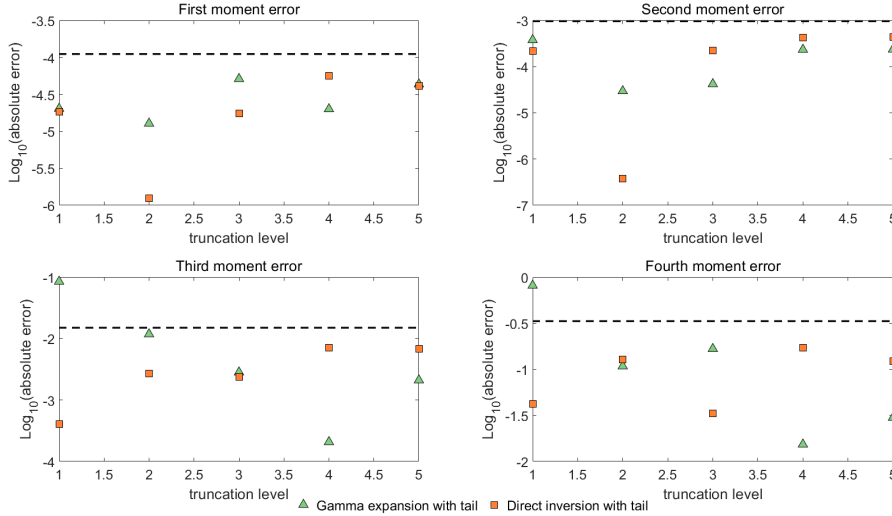 First moment error
Log10(absolute error)
-3.5
-4
-4.5
-5
-5.5
-6
1 1.5 2 2.5 3 3.5 4 4.5 5
truncation level
Second moment error
Log10(absolute error)
-3
-4
-5
-6
-7
1 1.5 2 2.5 3 3.5 4 4.5 5
truncation level
Third moment error
Log10(absolute error)
-1
-2
-3
-4
1 1.5 2 2.5 3 3.5 4 4.5 5
truncation level
Fourth moment error
Log10(absolute error)
0
-0.5
-1
-1.5
-2
1 1.5 2 2.5 3 3.5 4 4.5 5
truncation level
Gamma expansion with tail Direct inversion with tail